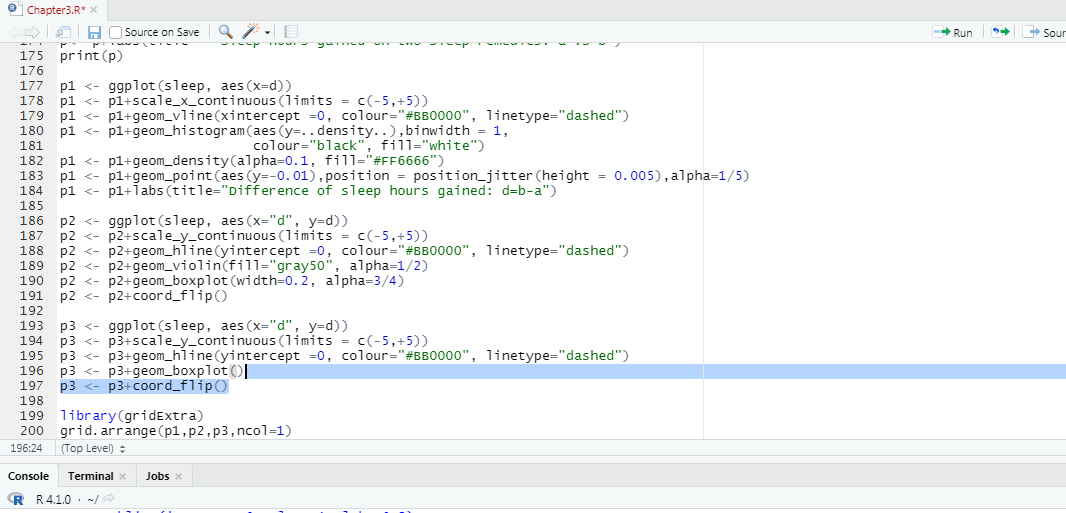 Chapter3.R*
Source on Save
Run
Sour
175 print(p)
176
177 p1 <- ggplot(sleep, aes(x=d))
178 p1 <- p1+scale_x_continuous(limits = c(-5,+5))
179 p1 <- p1+geom_vline(xintercept =0, colour="#BB0000", linetype="dashed")
180 p1 <- p1+geom_histogram(aes(y=..density..),binwidth = 1,
181 colour="black", fill="white")
182 p1 <- p1+geom_density(alpha=0.1, fill="#FF6666")
183 p1 <- p1+geom_point(aes(y=-0.01),position = position_jitter(height = 0.005),alpha=1/5)
184 p1 <- p1+labs(title="Difference of sleep hours gained: d=b-a")
185
186 p2 <- ggplot(sleep, aes(x="d", y=d))
187 p2 <- p2+scale_y_continuous(limits = c(-5,+5))
188 p2 <- p2+geom_hline(yintercept =0, colour="#BB0000", linetype="dashed")
189 p2 <- p2+geom_violin(fill="gray50", alpha=1/2)
190 p2 <- p2+geom_boxplot(width=0.2, alpha=3/4)
191 p2 <- p2+coord_flip()
192
193 p3 <- ggplot(sleep, aes(x="d", y=d))
194 p3 <- p3+scale_y_continuous(limits = c(-5,+5))
195 p3 <- p3+geom_hline(yintercept =0, colour="#BB0000", linetype="dashed")
196 p3 <- p3+geom_boxplot()
197 p3 <- p3+coord_flip()
198
199 library(gridExtra)
200 grid.arrange(p1,p2,p3,ncol=1)
196:24 (Top Level)
Console Terminal Jobs
R 4.1.0 · ~/